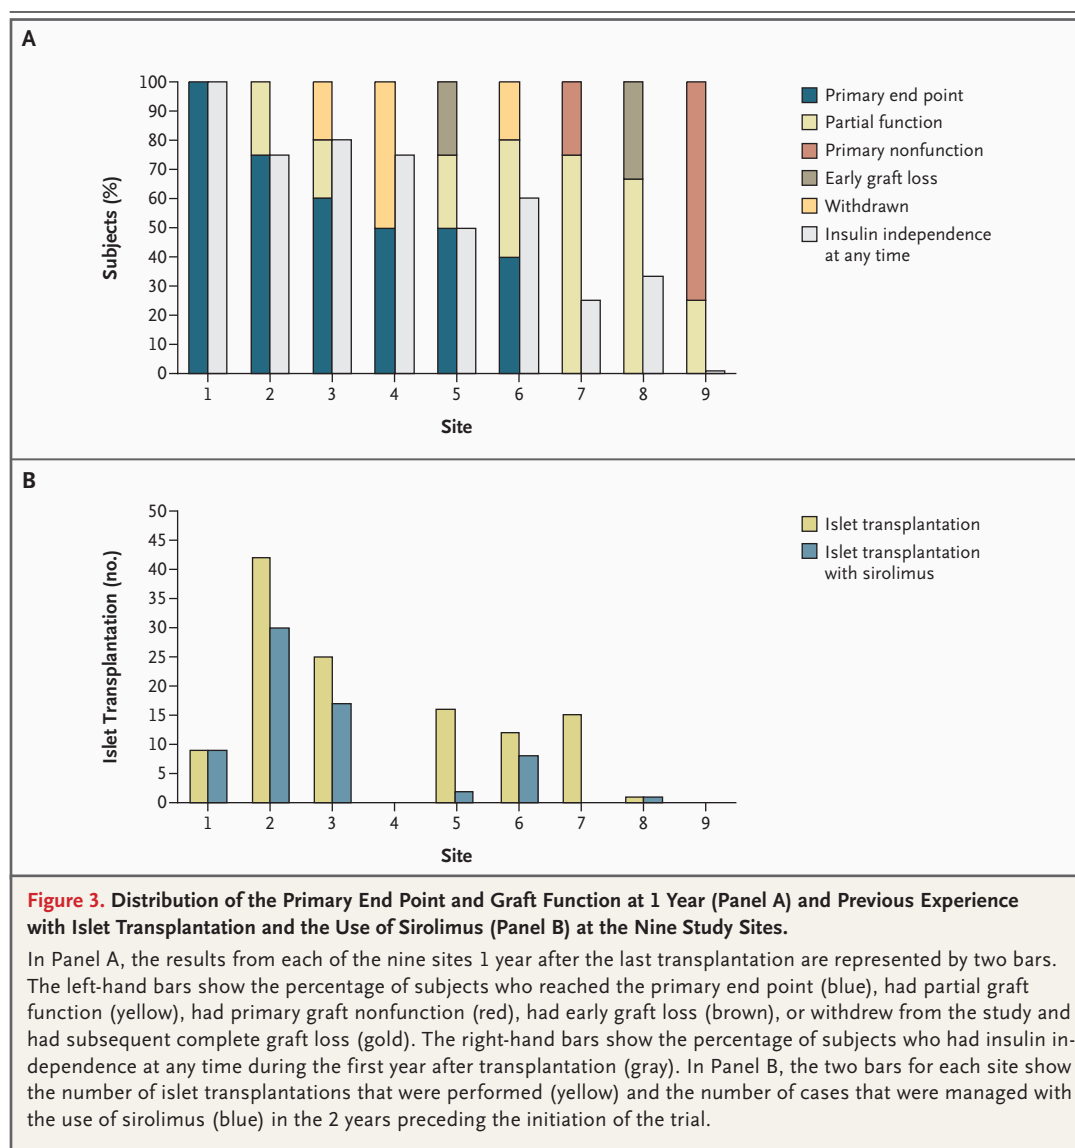 A
100
90
80
70
60
50
40
30
20
10
0
Subjects (%)
1 2 3 4 5 6 7 8 9
Site
Primary end point
Partial function
Primary nonfunction
Early graft loss
Withdrawn
Insulin independence
at any time
B
50
45
40
35
30
25
20
15
10
5
0
Islet Transplantation (no.)
1 2 3 4 5 6 7 8 9
Site
Islet transplantation
Islet transplantation
with sirolimus
Figure 3. Distribution of the Primary End Point and Graft Function at 1 Year (Panel A) and Previous Experience
with Islet Transplantation and the Use of Sirolimus (Panel B) at the Nine Study Sites.
In Panel A, the results from each of the nine sites 1 year after the last transplantation are represented by two bars.
The left-hand bars show the percentage of subjects who reached the primary end point (blue), had partial graft
function (yellow), had primary graft nonfunction (red), had early graft loss (brown), or withdrew from the study and
had subsequent complete graft loss (gold). The right-hand bars show the percentage of subjects who had insulin in-
dependence at any time during the first year after transplantation (gray). In Panel B, the two bars for each site show
the number of islet transplantations that were performed (yellow) and the number of cases that were managed with
the use of sirolimus (blue) in the 2 years preceding the initiation of the trial.